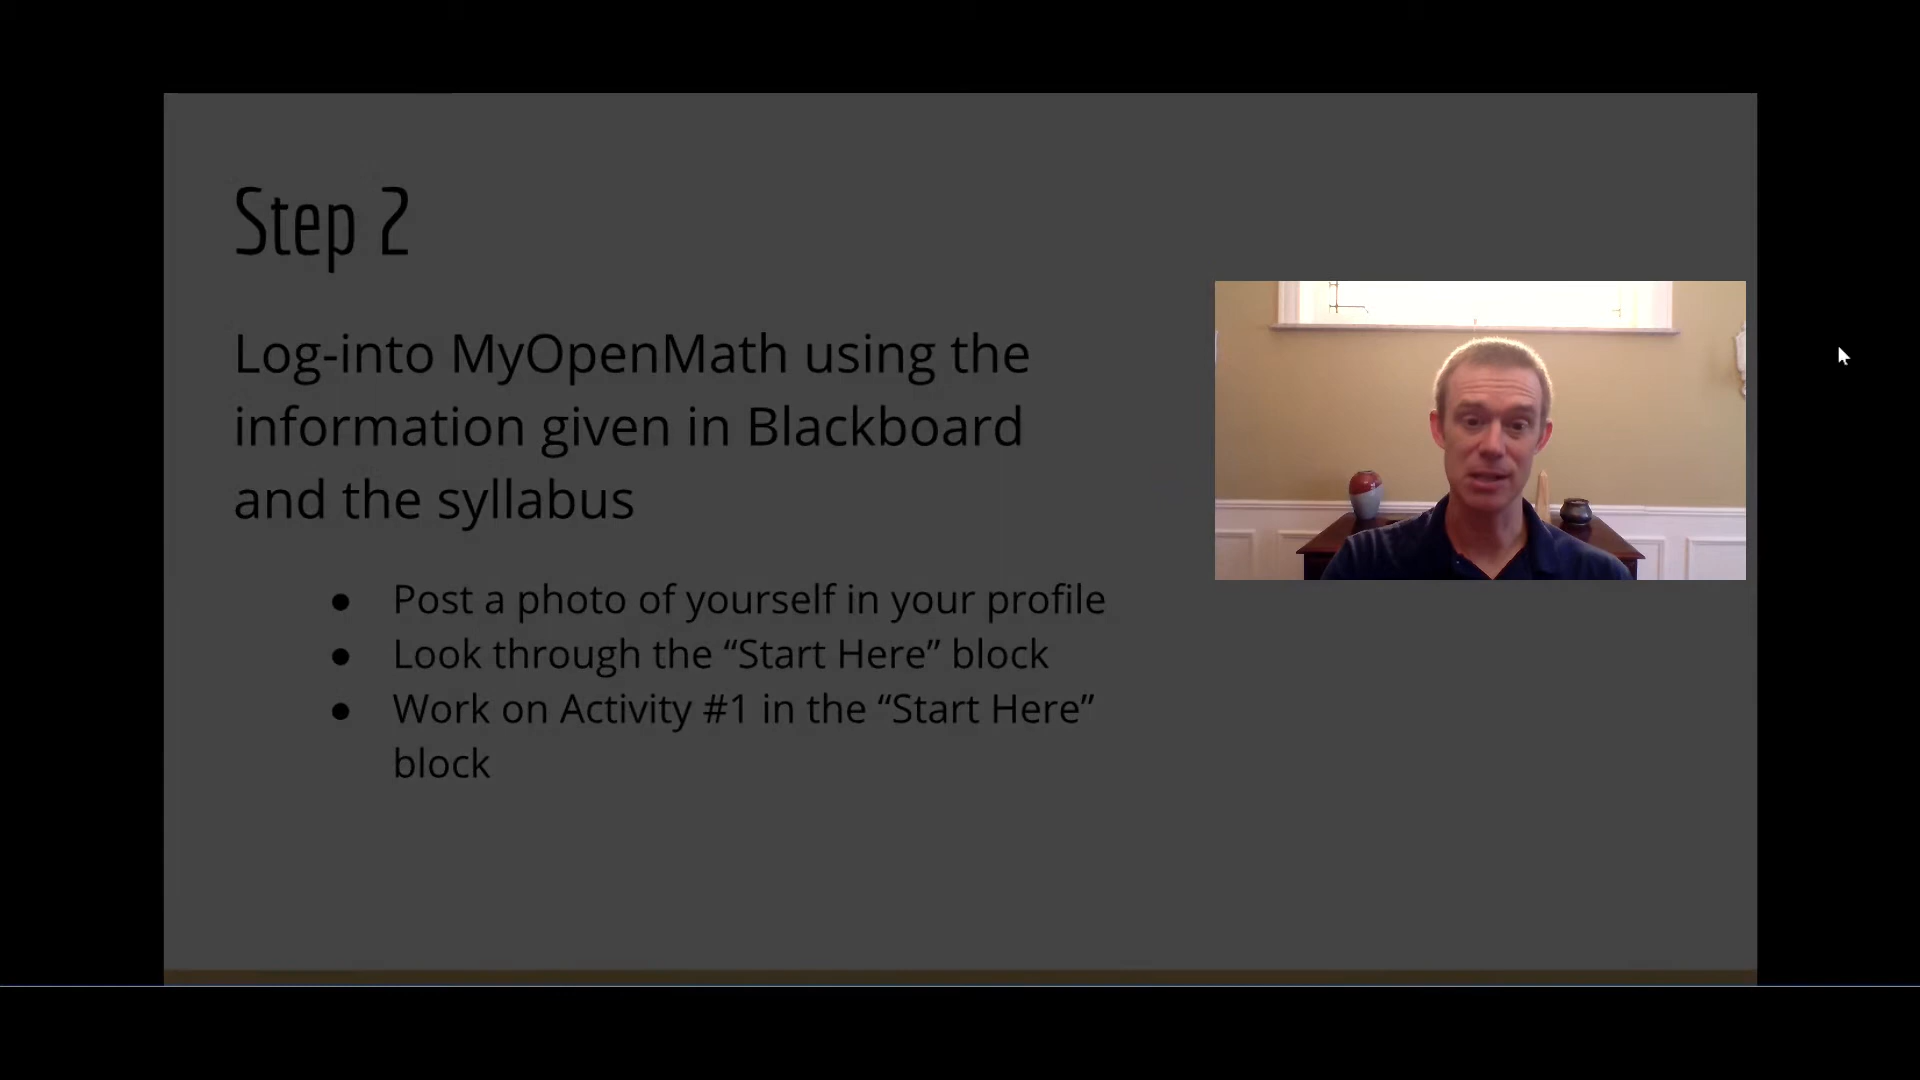 Step 2
Log-into MyOpenMath using the
information given in Blackboard
and the syllabus
● Post a photo of yourself in your profile
● Look through the “Start Here” block
● Work on Activity #1 in the “Start Here”
block